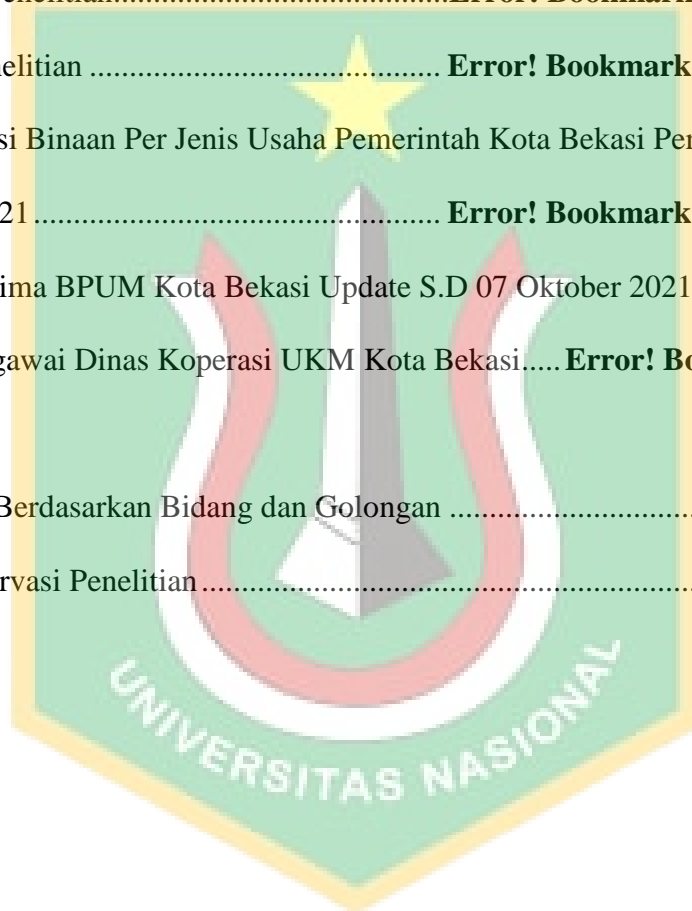 enelitian..........................................Error! Bookmark
nelitian ............................................ Error! Bookmark
si Binaan Per Jenis Usaha Pemerintah Kota Bekasi Per
21................................................... Error! Bookmark
ima BPUM Kota Bekasi Update S.D 07 Oktober 2021
gawai Dinas Koperasi UKM Kota Bekasi..... Error! Bo
Berdasarkan Bidang dan Golongan ..............................
rvasi Penelitian.............................................................
UNIVERSITAS NASIONAL